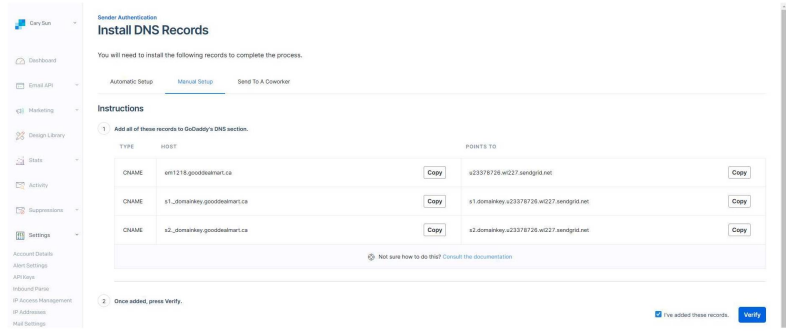 Cary Sun
Dashboard
Email API
Marketing
Design Library
Stats
Activity
Suppressions
Settings
Account Details
Alert Settings
API Keys
Inbound Parse
IP Access Management
IP Addresses
Mail Settings
Sender Authentication
Install DNS Records
You will need to install the following records to complete the process.
Automatic Setup Manual Setup Send To A Coworker
Instructions
1 Add all of these records to GoDaddy's DNS section.
TYPE HOST POINTS TO
CNAME em1218.gooddealmart.ca Copy u23378726.wl227.sendgrid.net Copy
CNAME s1._domainkey.gooddealmart.ca Copy s1.domainkey.u23378726.wl227.sendgrid.net Copy
CNAME s2._domainkey.gooddealmart.ca Copy s2.domainkey.u23378726.wl227.sendgrid.net Copy
Not sure how to do this? Consult the documentation
2 Once added, press Verify.
I've added these records. Verify